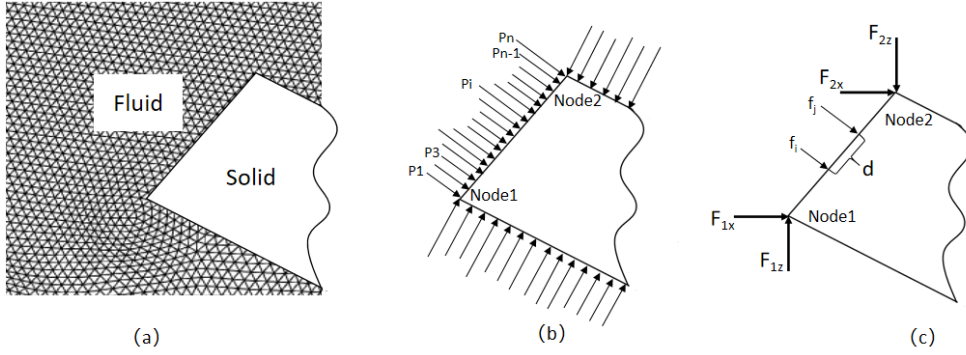 Fluid
Solid
(a)
Pn
Pn-1
Pi
P3
P1
Node2
Node1
(b)
F2z
F2x
fj
fi
d
Node2
Node1
F1x
F1z
(c)